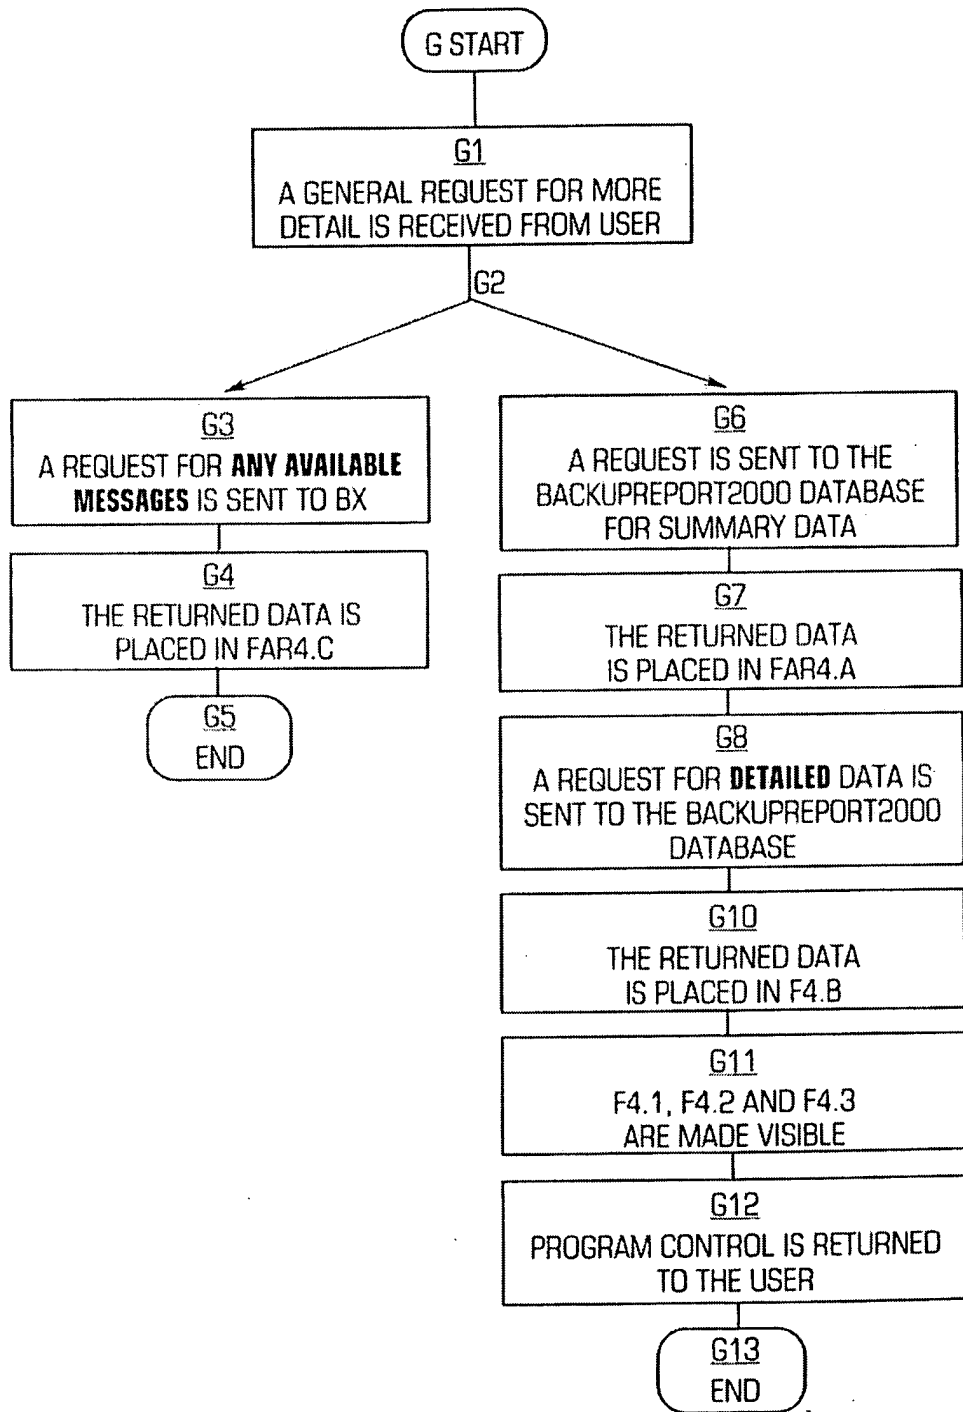 G START
G1
A GENERAL REQUEST FOR MORE
DETAIL IS RECEIVED FROM USER
G2
G3
A REQUEST FOR ANY AVAILABLE
MESSAGES IS SENT TO BX
G4
THE RETURNED DATA IS
PLACED IN FAR4.C
G5
END
G6
A REQUEST IS SENT TO THE
BACKUPREPORT2000 DATABASE
FOR SUMMARY DATA
G7
THE RETURNED DATA
IS PLACED IN FAR4.A
G8
A REQUEST FOR DETAILED DATA IS
SENT TO THE BACKUPREPORT2000
DATABASE
G10
THE RETURNED DATA
IS PLACED IN F4.B
G11
F4.1, F4.2 AND F4.3
ARE MADE VISIBLE
G12
PROGRAM CONTROL IS RETURNED
TO THE USER
G13
END